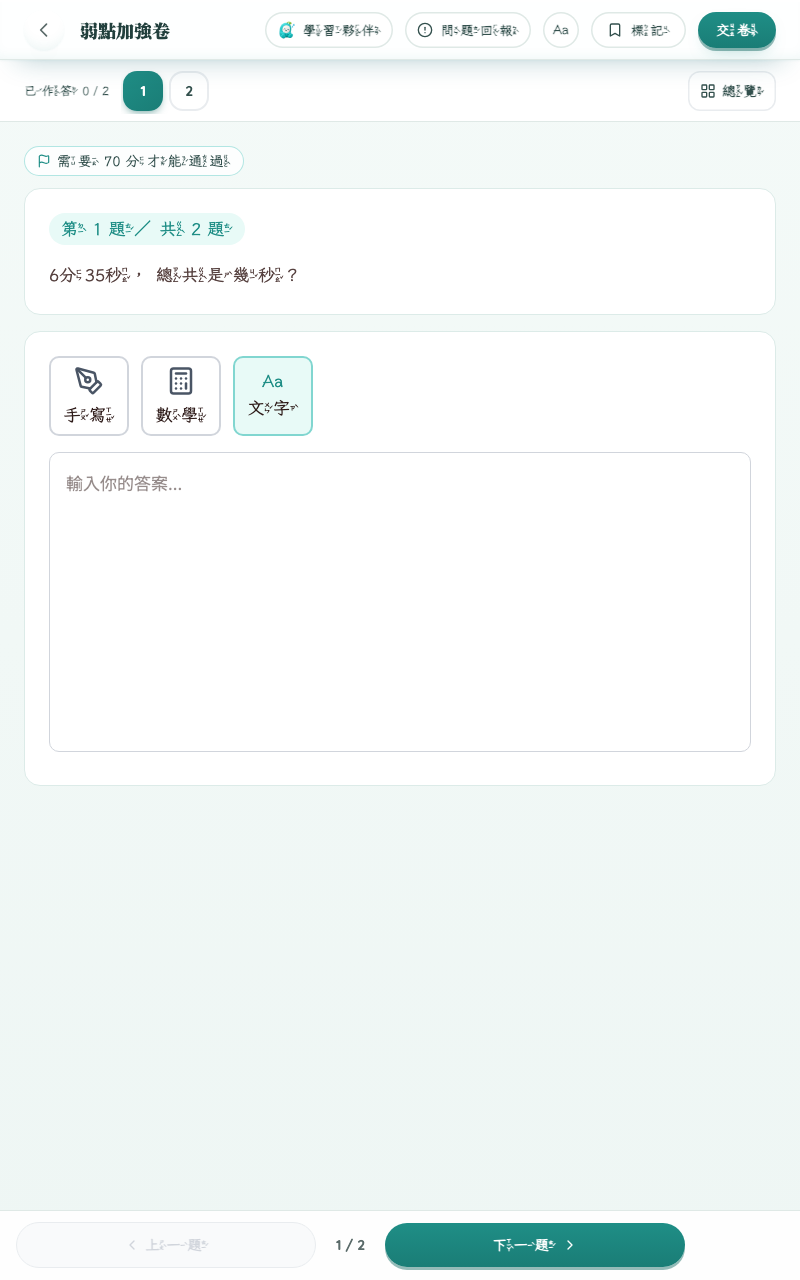 弱點加強卷
學習夥伴
問題回報
Aa
標記
交卷
已作答 0 / 2
1
2
總覽
需要 70 分才能通過
第 1 題／ 共 2 題
6分35秒， 總共是幾秒？
手寫
數學
Aa
文字
輸入你的答案...
上一題
1 / 2
下一題